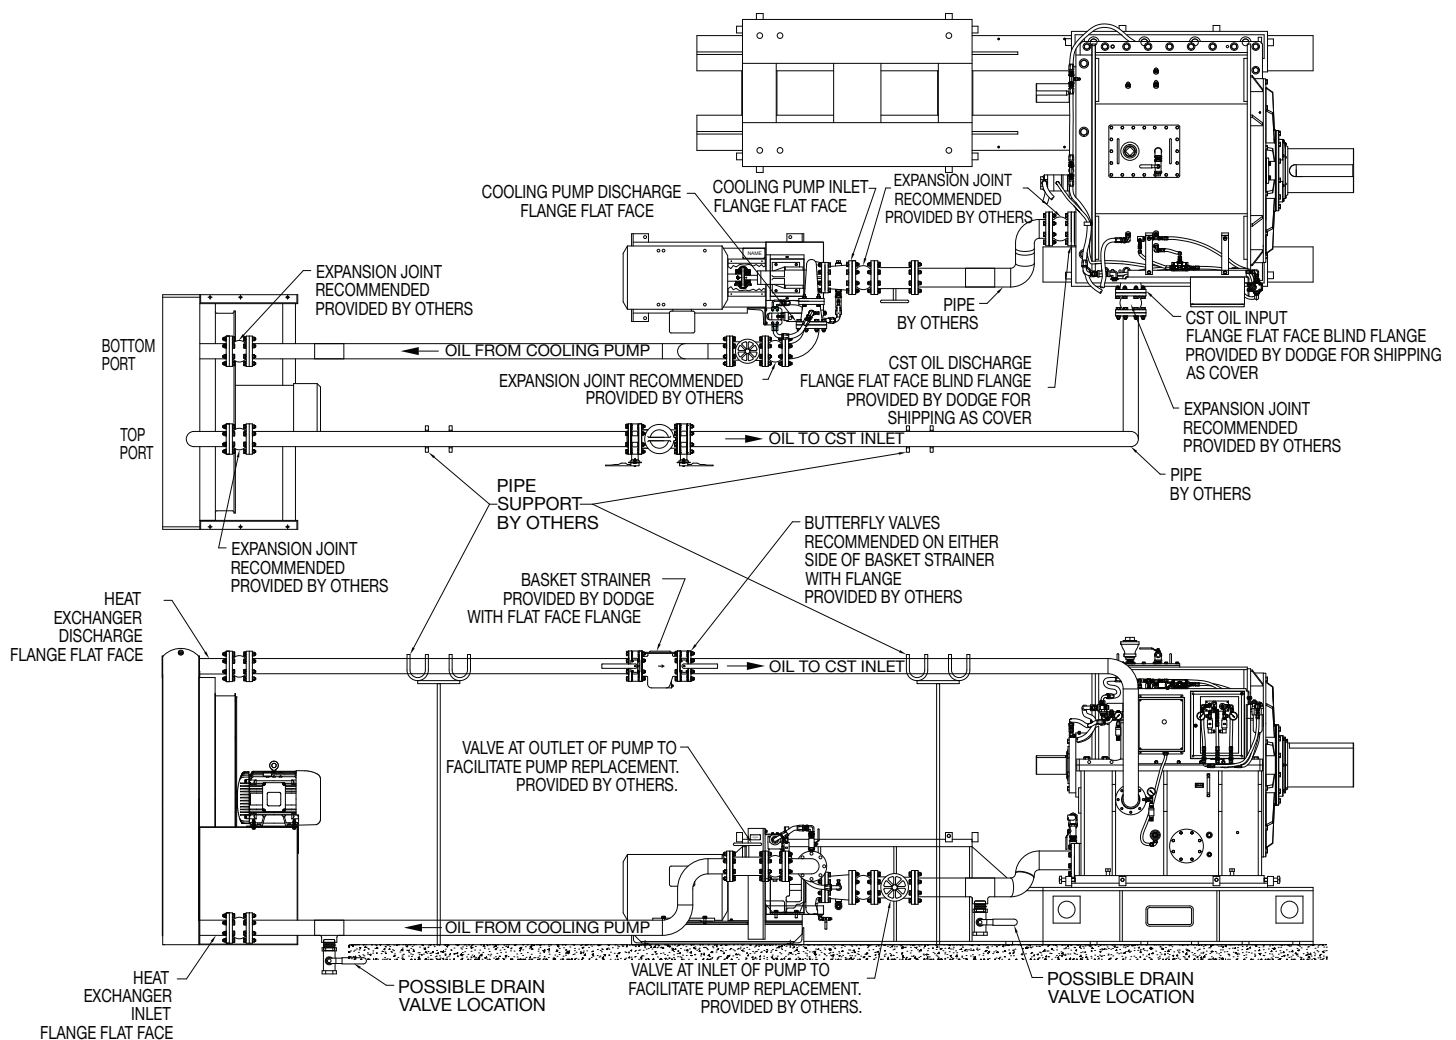 COOLING PUMP DISCHARGE
FLANGE FLAT FACE
COOLING PUMP INLET
FLANGE FLAT FACE
EXPANSION JOINT
RECOMMENDED
PROVIDED BY OTHERS
NAME
EXPANSION JOINT
RECOMMENDED
PROVIDED BY OTHERS
PIPE
BY OTHERS
CST OIL INPUT
FLANGE FLAT FACE BLIND FLANGE
PROVIDED BY DODGE FOR SHIPPING
AS COVER
BOTTOM
PORT
OIL FROM COOLING PUMP
EXPANSION JOINT RECOMMENDED
PROVIDED BY OTHERS
CST OIL DISCHARGE
FLANGE FLAT FACE BLIND FLANGE
PROVIDED BY DODGE FOR
SHIPPING AS COVER
EXPANSION JOINT
RECOMMENDED
PROVIDED BY OTHERS
TOP
PORT
OIL TO CST INLET
PIPE
BY OTHERS
PIPE
SUPPORT
BY OTHERS
EXPANSION JOINT
RECOMMENDED
PROVIDED BY OTHERS
BUTTERFLY VALVES
RECOMMENDED ON EITHER
SIDE OF BASKET STRAINER
WITH FLANGE
PROVIDED BY OTHERS
BASKET STRAINER
PROVIDED BY DODGE
WITH FLAT FACE FLANGE
HEAT
EXCHANGER
DISCHARGE
FLANGE FLAT FACE
OIL TO CST INLET
VALVE AT OUTLET OF PUMP TO
FACILITATE PUMP REPLACEMENT.
PROVIDED BY OTHERS.
OIL FROM COOLING PUMP
HEAT
EXCHANGER
INLET
FLANGE FLAT FACE
POSSIBLE DRAIN
VALVE LOCATION
VALVE AT INLET OF PUMP TO
FACILITATE PUMP REPLACEMENT.
PROVIDED BY OTHERS.
POSSIBLE DRAIN
VALVE LOCATION